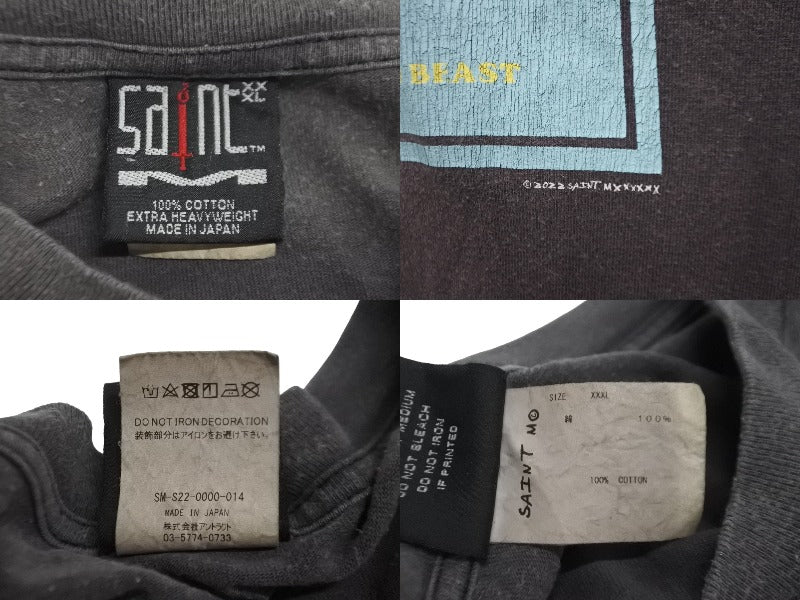 saint XX
XL
TM
100% COTTON
EXTRA HEAVYWEIGHT
MADE IN JAPAN
BEAST
©2022 SAINT MXXXXXX
DO NOT IRON DECORATION
装飾部分はアイロンをお避け下さい。
SM-S22-0000-014
MADE IN JAPAN
株式会社アントラクト
03-5774-0733
MEDIUM
DO NOT BLEACH
DO NOT IRON
IF PRINTED
SIZE XXXL
綿 100%
100% COTTON
SAINT M©